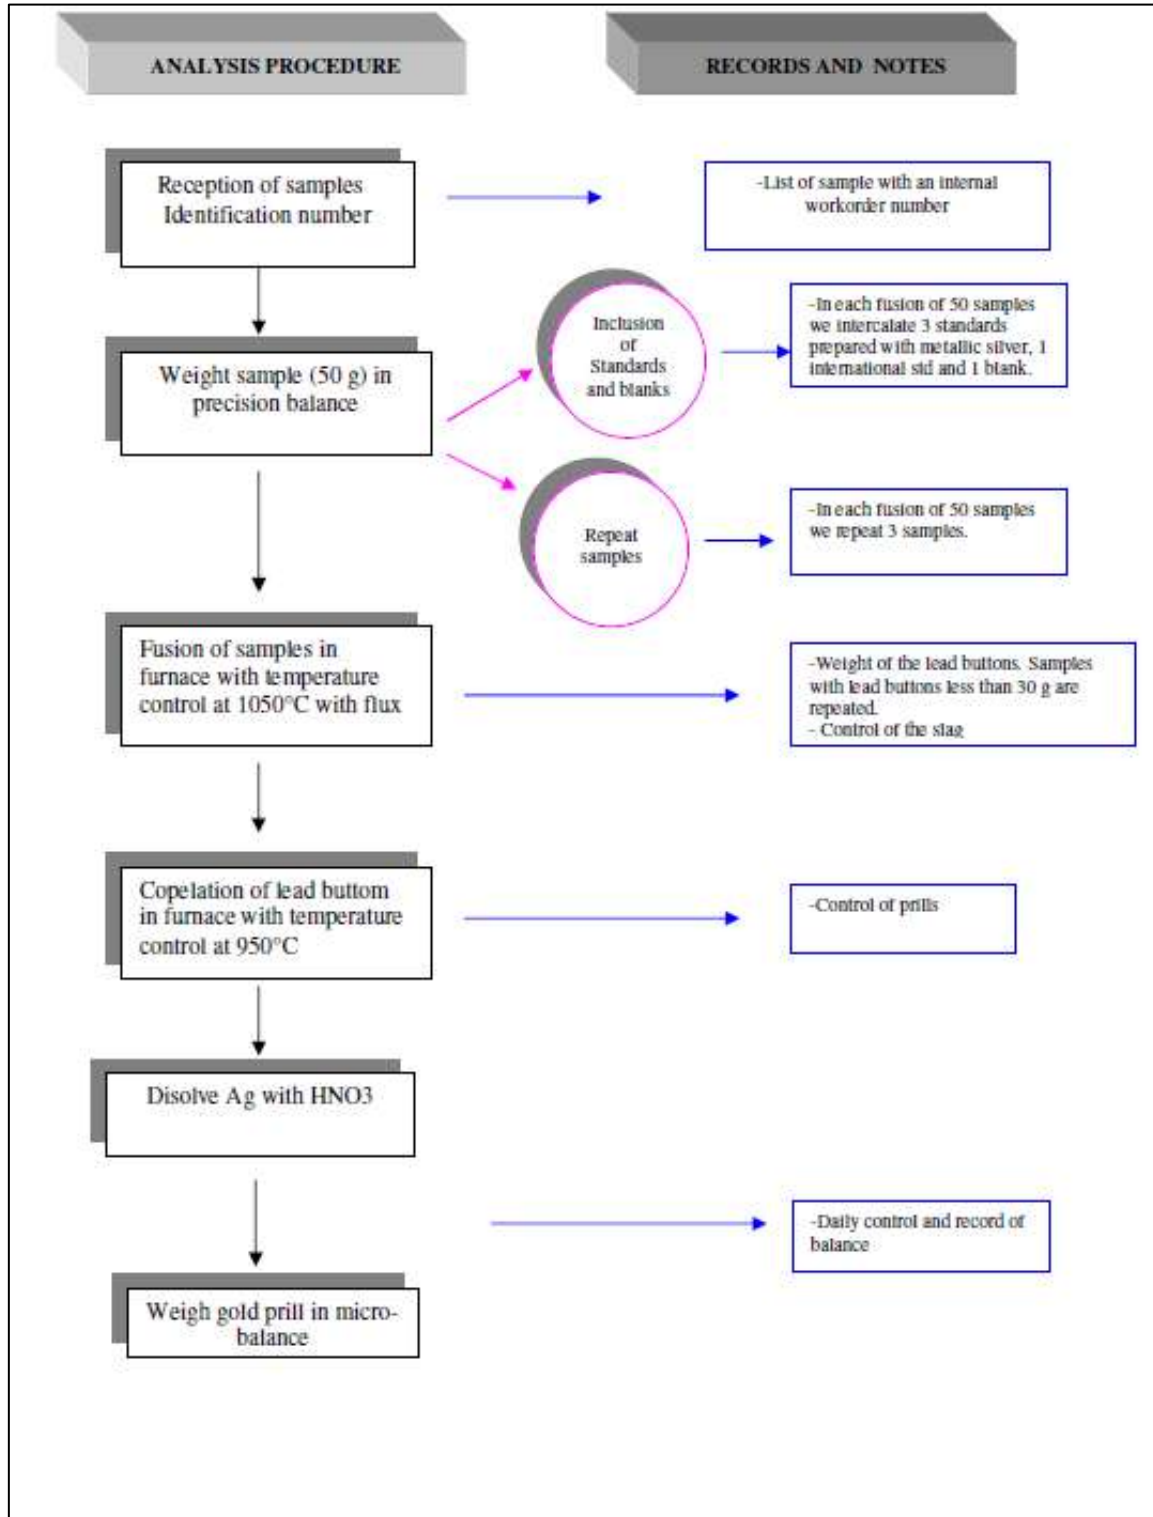 ANALYSIS PROCEDURE
RECORDS AND NOTES
Reception of samples
Identification number
-List of sample with an internal
workorder number
Weight sample (50 g) in
precision balance
Inclusion
of
Standards
and blanks
-In each fusion of 50 samples
we intercalate 3 standards
prepared with metallic silver, 1
international std and 1 blank.
Repeat
samples
-In each fusion of 50 samples
we repeat 3 samples.
Fusion of samples in
furnace with temperature
control at 1050°C with flux
-Weight of the lead buttons. Samples
with lead buttons less than 30 g are
repeated.
- Control of the slag
Copelation of lead buttom
in furnace with temperature
control at 950°C
-Control of prills
Disolve Ag with HNO3
-Daily control and record of
balance
Weigh gold prill in micro-
balance